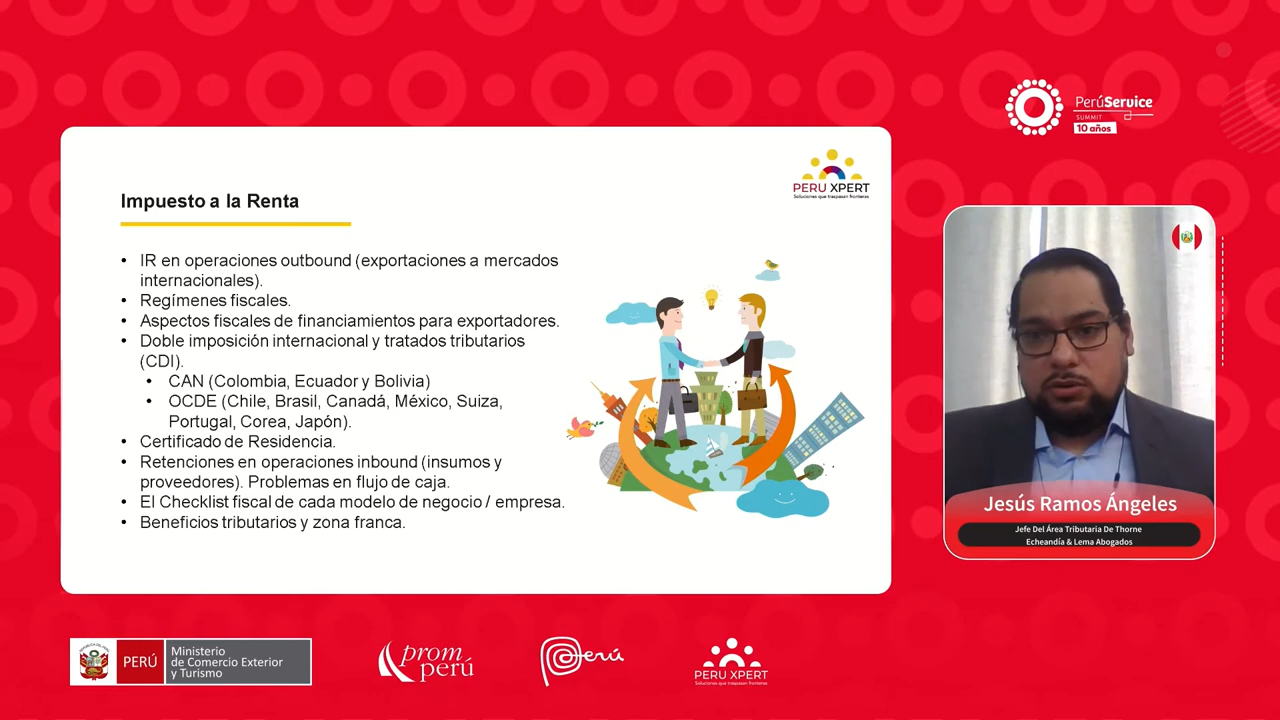 PerúService
SUMMIT
10 años
PERU XPERT
Soluciones que traspasan fronteras
Impuesto a la Renta
• IR en operaciones outbound (exportaciones a mercados
internacionales).
• Regímenes fiscales.
• Aspectos fiscales de financiamientos para exportadores.
• Doble imposición internacional y tratados tributarios
(CDI).
• CAN (Colombia, Ecuador y Bolivia)
• OCDE (Chile, Brasil, Canadá, México, Suiza,
Portugal, Corea, Japón).
• Certificado de Residencia.
• Retenciones en operaciones inbound (insumos y
proveedores). Problemas en flujo de caja.
• El Checklist fiscal de cada modelo de negocio / empresa.
• Beneficios tributarios y zona franca.
Jesús Ramos Ángeles
Jefe Del Área Tributaria De Thorne
Echeandía & Lema Abogados
PERÚ
Ministerio
de Comercio Exterior
y Turismo
prom
perú
Perú
PERU XPERT
Soluciones que traspasan fronteras